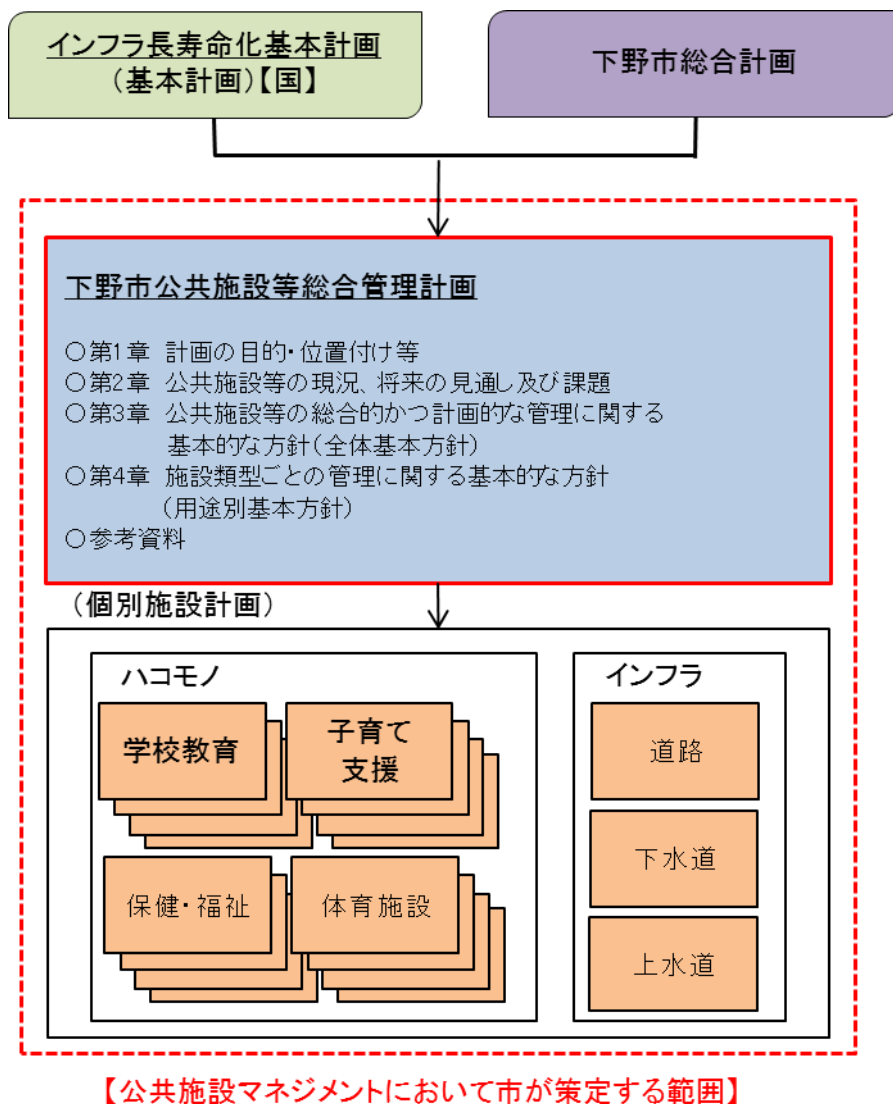 インフラ長寿命化基本計画
(基本計画)【国】
下野市総合計画
下野市公共施設等総合管理計画
○第1章 計画の目的・位置付け等
○第2章 公共施設等の現況、将来の見通し及び課題
○第3章 公共施設等の総合的かつ計画的な管理に関する
基本的な方針(全体基本方針)
○第4章 施設類型ごとの管理に関する基本的な方針
(用途別基本方針)
○参考資料
(個別施設計画)
ハコモノ
学校教育
子育て
支援
保健・福祉
体育施設
インフラ
道路
下水道
上水道
【公共施設マネジメントにおいて市が策定する範囲】